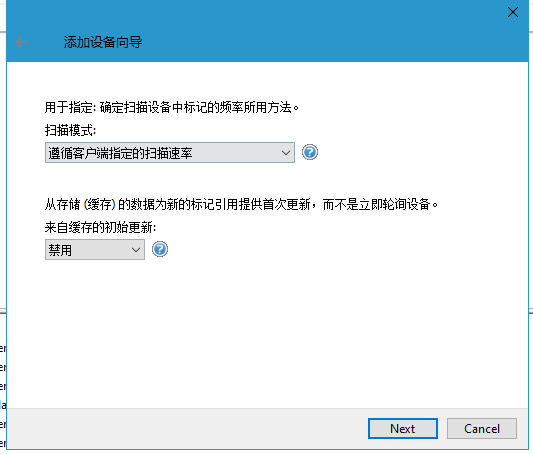 添加设备向导
用于指定: 确定扫描设备中标记的频率所用方法。
扫描模式:
遵循客户端指定的扫描速率
从存储 (缓存) 的数据为新的标记引用提供首次更新，而不是立即轮询设备。
来自缓存的初始更新:
禁用
Next Cancel